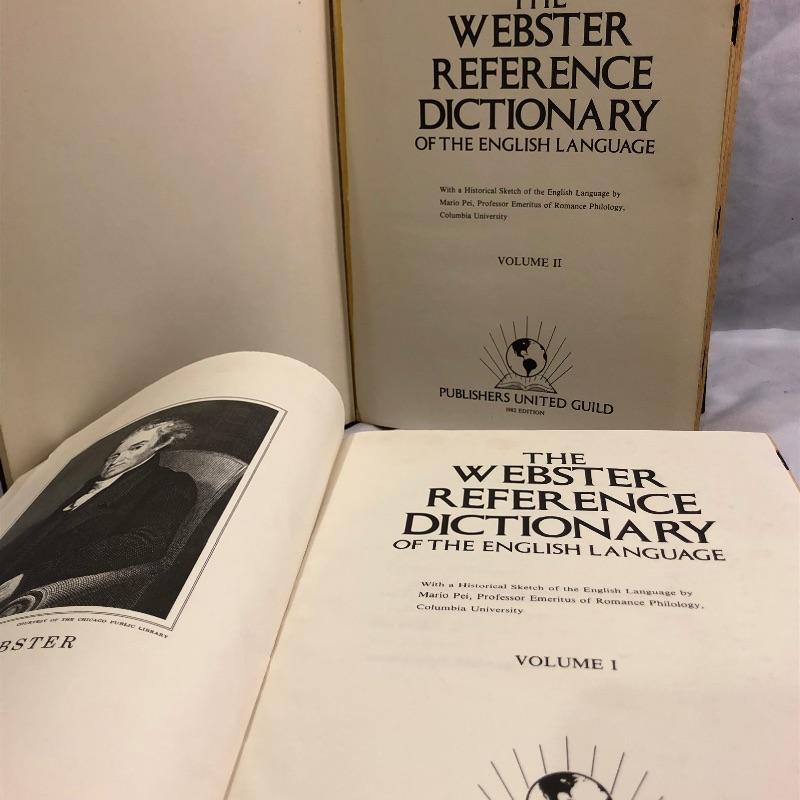 THE
WEBSTER
REFERENCE
DICTIONARY
OF THE ENGLISH LANGUAGE
With a Historical Sketch of the English Language by
Mario Pei, Professor Emeritus of Romance Philology,
Columbia University
VOLUME II
PUBLISHERS UNITED GUILD
1982 EDITION
COURTESY OF THE CHICAGO PUBLIC LIBRARY
BSTER
THE
WEBSTER
REFERENCE
DICTIONARY
OF THE ENGLISH LANGUAGE
With a Historical Sketch of the English Language by
Mario Pei, Professor Emeritus of Romance Philology,
Columbia University
VOLUME I